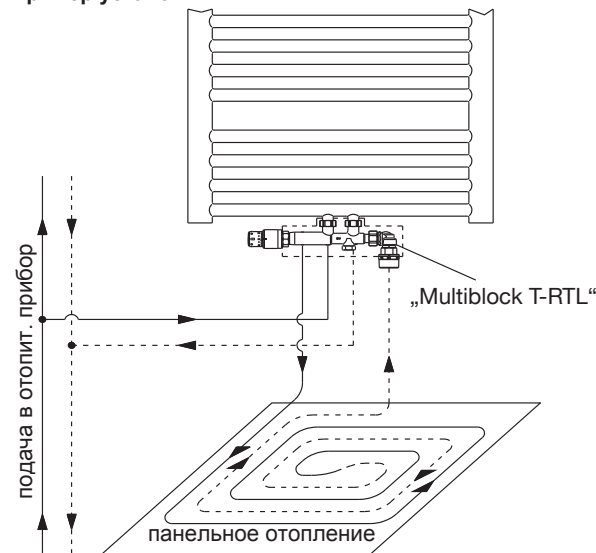 „Multiblock T-RTL“
подача в отопит. прибор
панельное отопление